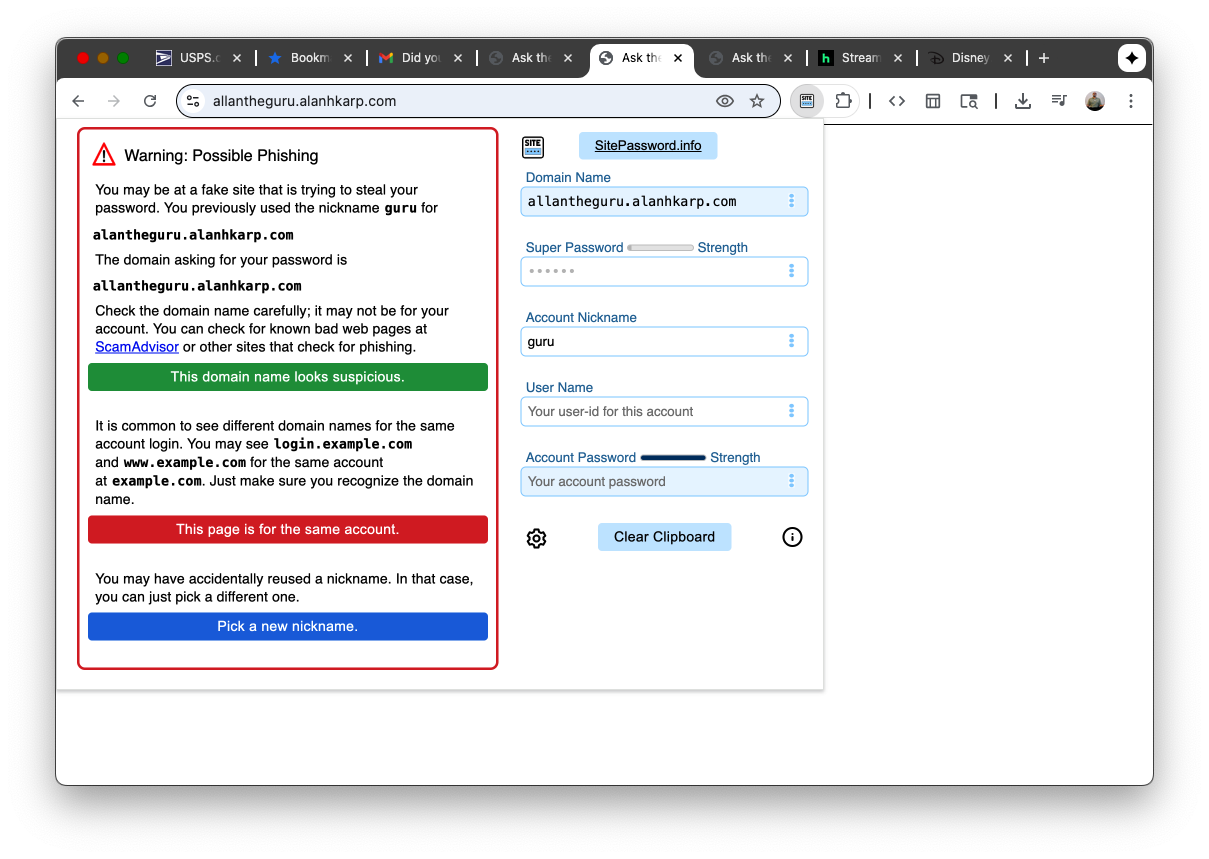 USPS.c
Bookm
Did you
Ask the
Ask the
Ask the
h
Stream
Disney
allantheguru.alanhkarp.com
SITE
Warning: Possible Phishing
You may be at a fake site that is trying to steal your
password. You previously used the nickname guru for
alantheguru.alanhkarp.com
The domain asking for your password is
allantheguru.alanhkarp.com
Check the domain name carefully; it may not be for your
account. You can check for known bad web pages at
ScamAdvisor or other sites that check for phishing.
This domain name looks suspicious.
It is common to see different domain names for the same
account login. You may see login.example.com
and www.example.com for the same account
at example.com. Just make sure you recognize the domain
name.
This page is for the same account.
You may have accidentally reused a nickname. In that case,
you can just pick a different one.
Pick a new nickname.
SITE
SitePassword.info
Domain Name
allantheguru.alanhkarp.com
Super Password Strength
Account Nickname
guru
User Name
Your user-id for this account
Account Password Strength
Your account password
Clear Clipboard